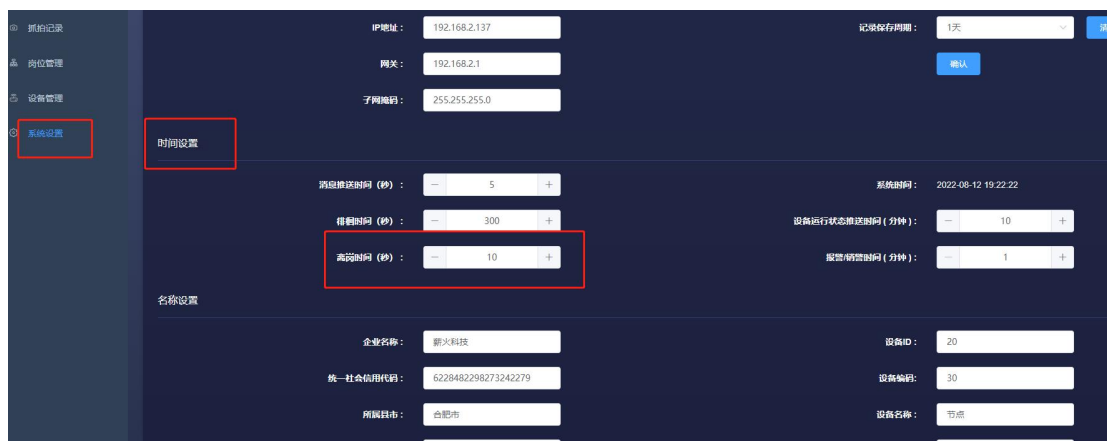 抓拍记录
岗位管理
设备管理
系统设置
IP地址： 192.168.2.137 记录保存周期： 1天 清
网关： 192.168.2.1 确认
子网掩码： 255.255.255.0
时间设置
消息推送时间（秒）： － 5 ＋ 系统时间： 2022-08-12 19:22:22
徘徊时间（秒）： － 300 ＋ 设备运行状态推送时间（分钟）： － 10 ＋
离岗时间（秒）： － 10 ＋ 报警/销警时间（分钟）： － 1 ＋
名称设置
企业名称： 薪火科技 设备ID： 20
统一社会信用代码： 6228482298273242279 设备编码: 30
所属县市： 合肥市 设备名称： 节点